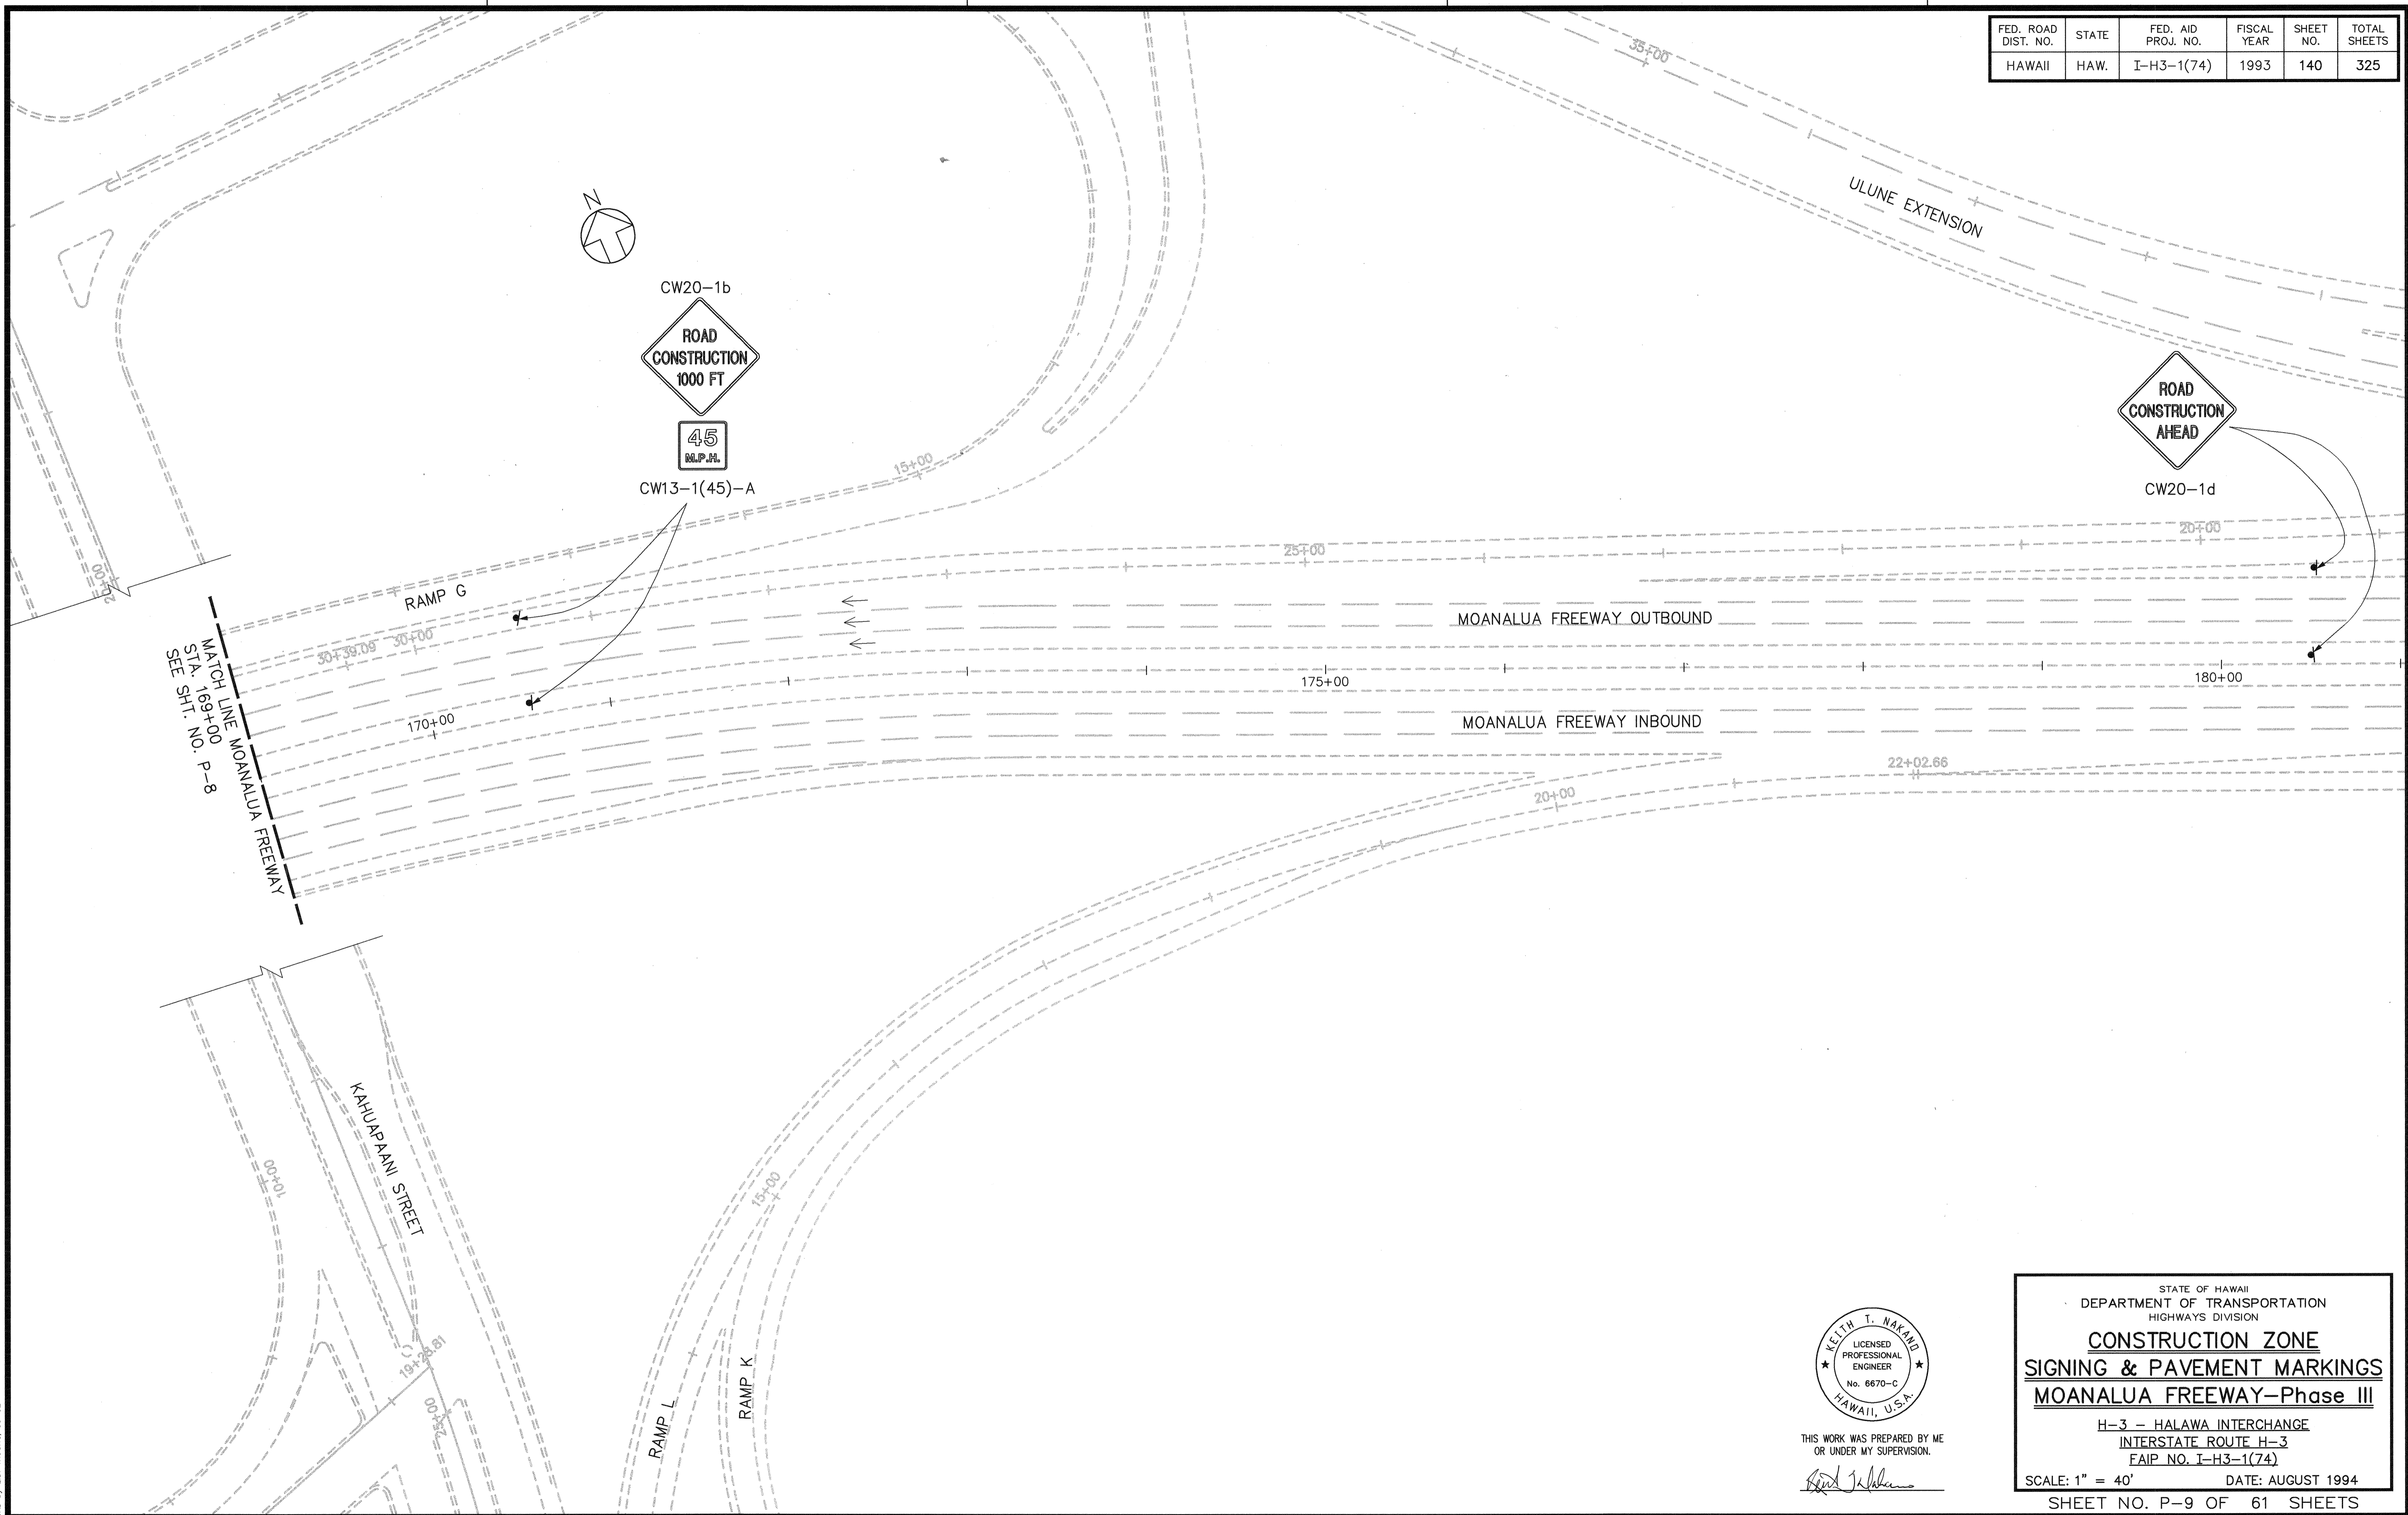 FED. ROAD DIST. NO. STATE FED. AID PROJ. NO. FISCAL YEAR SHEET NO. TOTAL SHEETS
HAWAII HAW. I-H3-1(74) 1993 140 325
35+00
ULUNE EXTENSION
N
CW20-1b
ROAD
CONSTRUCTION
1000 FT
45
M.P.H.
CW13-1(45)-A
15+00
ROAD
CONSTRUCTION
AHEAD
CW20-1d
20+00
25+00
RAMP G
MOANALUA FREEWAY OUTBOUND
30+39.09
30+00
MATCH LINE MOANALUA FREEWAY
STA. 169+00
SEE SHT. NO. P-8
175+00
180+00
170+00
MOANALUA FREEWAY INBOUND
22+02.66
20+00
KAHUAPAANI STREET
10+00
15+00
RAMP L
RAMP K
KEITH T. NAKANO
LICENSED
PROFESSIONAL
ENGINEER
No. 6670-C
HAWAII, U.S.A.
THIS WORK WAS PREPARED BY ME
OR UNDER MY SUPERVISION.
STATE OF HAWAII
DEPARTMENT OF TRANSPORTATION
HIGHWAYS DIVISION
CONSTRUCTION ZONE
SIGNING & PAVEMENT MARKINGS
MOANALUA FREEWAY-Phase III
H-3 - HALAWA INTERCHANGE
INTERSTATE ROUTE H-3
FAIP NO. I-H3-1(74)
SCALE: 1" = 40' DATE: AUGUST 1994
SHEET NO. P-9 OF 61 SHEETS